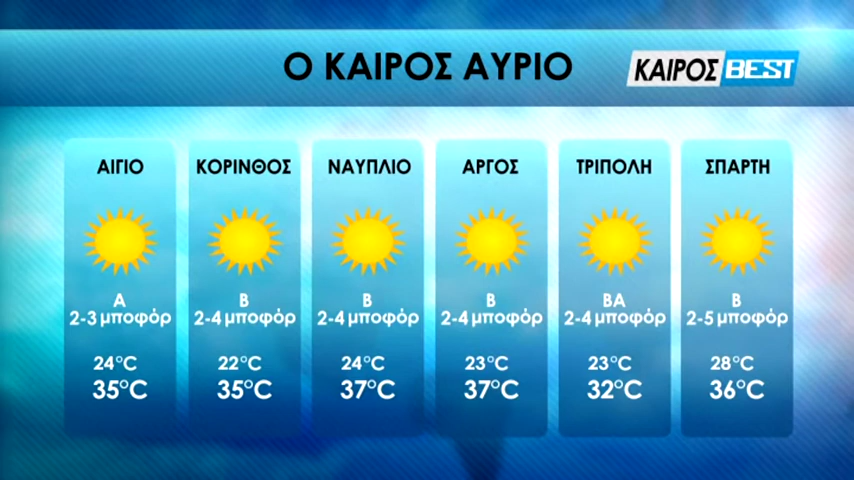 Ο ΚΑΙΡΟΣ ΑΥΡΙΟ
ΚΑΙΡΟΣ BEST
ΑΙΓΙΟ ΚΟΡΙΝΘΟΣ ΝΑΥΠΛΙΟ ΑΡΓΟΣ ΤΡΙΠΟΛΗ ΣΠΑΡΤΗ
Α Β Β Β ΒΑ Β
2-3 μποφόρ 2-4 μποφόρ 2-4 μποφόρ 2-4 μποφόρ 2-4 μποφόρ 2-5 μποφόρ
24°C 22°C 24°C 23°C 23°C 28°C
35°C 35°C 37°C 37°C 32°C 36°C